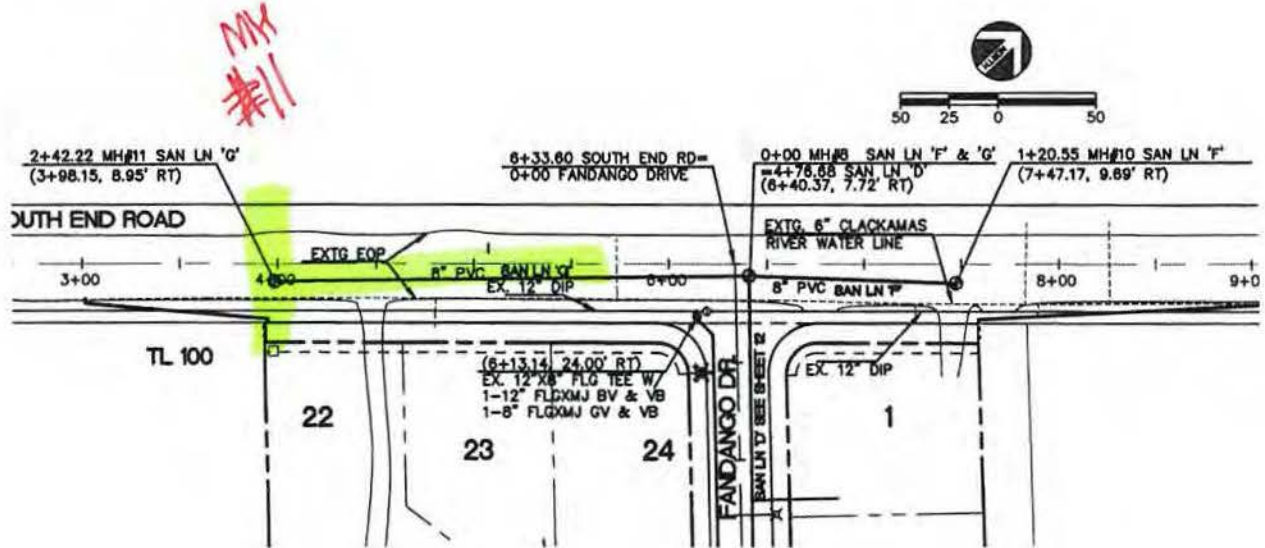 MH
#11
50 25 0 50
2+42.22 MH#11 SAN LN 'G'
(3+98.15, 8.95' RT)
6+33.60 SOUTH END RD=
0+00 FANDANGO DRIVE
0+00 MH#8 SAN LN 'F' & 'G'
=4+76.68 SAN LN 'D'
(6+40.37, 7.72' RT)
1+20.55 MH#10 SAN LN 'F'
(7+47.17, 9.69' RT)
OUTH END ROAD
EXTG EOP
EXTG. 6" CLACKAMAS
RIVER WATER LINE
3+00 4+00 6+00 8+00 9+0
8" PVC SAN LN 'G'
8" PVC SAN LN 'F'
EX. 12" DIP
TL 100
(6+13.14, 24.00' RT)
EX. 12"X8" FLG TEE W/
1-12" FLGXMJ BV & VB
1-8" FLGXMJ GV & VB
EX. 12" DIP
22
23
24
1
FANDANGO DR.
SAN LN 'D' SEE SHEET 12